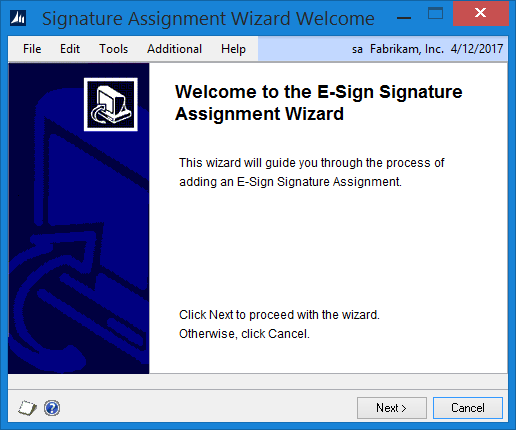 Signature Assignment Wizard Welcome
File Edit Tools Additional Help sa Fabrikam, Inc. 4/12/2017
Welcome to the E-Sign Signature
Assignment Wizard
This wizard will guide you through the process of
adding an E-Sign Signature Assignment.
Click Next to proceed with the wizard.
Otherwise, click Cancel.
Next > Cancel